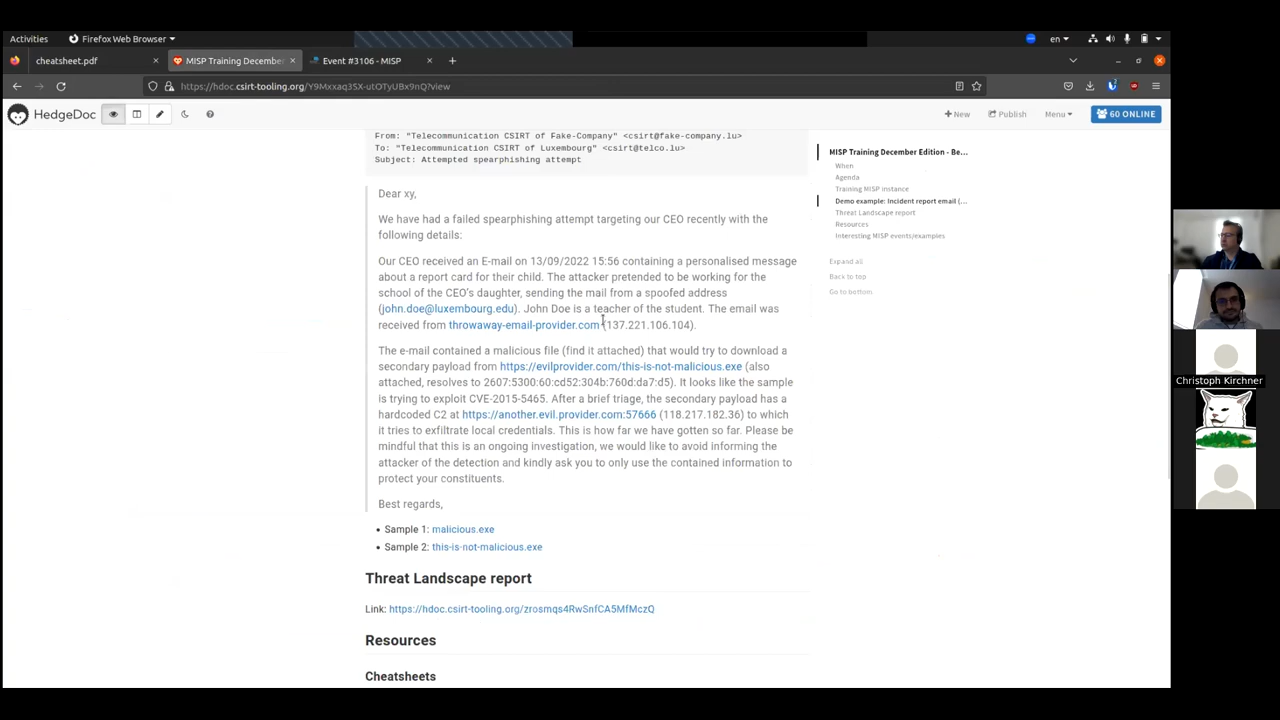 Activities
Firefox Web Browser
en
cheatsheet.pdf
MISP Training December
Event #3106 - MISP
https://hdoc.csirt-tooling.org/Y9Mxxaq3SX-utOTyUBx9nQ?view
HedgeDoc
New
Publish
Menu
60 ONLINE
From: "Telecommunication CSIRT of Fake-Company" <csirt@fake-company.lu>
To: "Telecommunication CSIRT of Luxembourg" <csirt@telco.lu>
Subject: Attempted spearphishing attempt
Dear xy,
We have had a failed spearphishing attempt targeting our CEO recently with the
following details:
Our CEO received an E-mail on 13/09/2022 15:56 containing a personalised message
about a report card for their child. The attacker pretended to be working for the
school of the CEO's daughter, sending the mail from a spoofed address
(john.doe@luxembourg.edu). John Doe is a teacher of the student. The email was
received from throwaway-email-provider.com (137.221.106.104).
The e-mail contained a malicious file (find it attached) that would try to download a
secondary payload from https://evilprovider.com/this-is-not-malicious.exe (also
attached, resolves to 2607:5300:60:cd52:304b:760d:da7:d5). It looks like the sample
is trying to exploit CVE-2015-5465. After a brief triage, the secondary payload has a
hardcoded C2 at https://another.evil.provider.com:57666 (118.217.182.36) to which
it tries to exfiltrate local credentials. This is how far we have gotten so far. Please be
mindful that this is an ongoing investigation, we would like to avoid informing the
attacker of the detection and kindly ask you to only use the contained information to
protect your constituents.
Best regards,
• Sample 1: malicious.exe
• Sample 2: this-is-not-malicious.exe
Threat Landscape report
Link: https://hdoc.csirt-tooling.org/zrosmqs4RwSnfCA5MfMczQ
Resources
Cheatsheets
MISP Training December Edition - Be...
When
Agenda
Training MISP instance
Demo example: Incident report email (...
Threat Landscape report
Resources
Interesting MISP events/examples
Expand all
Back to top
Go to bottom
Christoph Kirchner